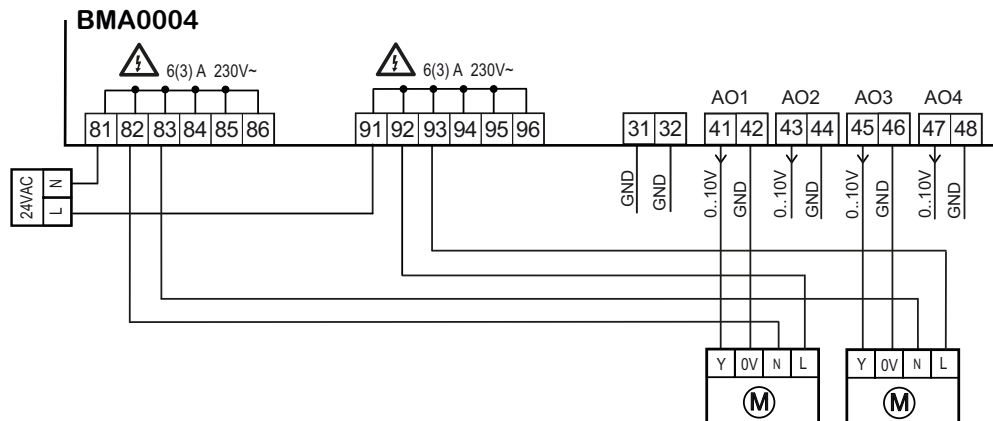 BMA0004
6(3) A 230V~
6(3) A 230V~
AO1 AO2 AO3 AO4
81 82 83 84 85 86
91 92 93 94 95 96
31 32
41 42 43 44 45 46 47 48
24VAC
N
L
GND
GND
0..10V
GND
0..10V
GND
0..10V
GND
0..10V
GND
Y 0V N L
M
Y 0V N L
M